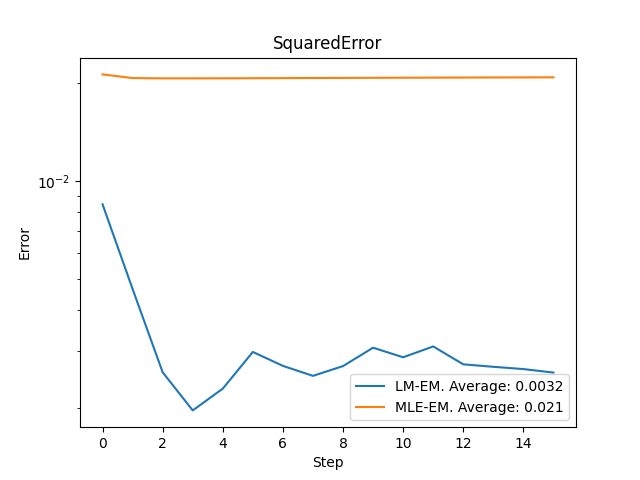 SquaredError
10⁻²
Error
0 2 4 6 8 10 12 14
Step
LM-EM. Average: 0.0032
MLE-EM. Average: 0.021